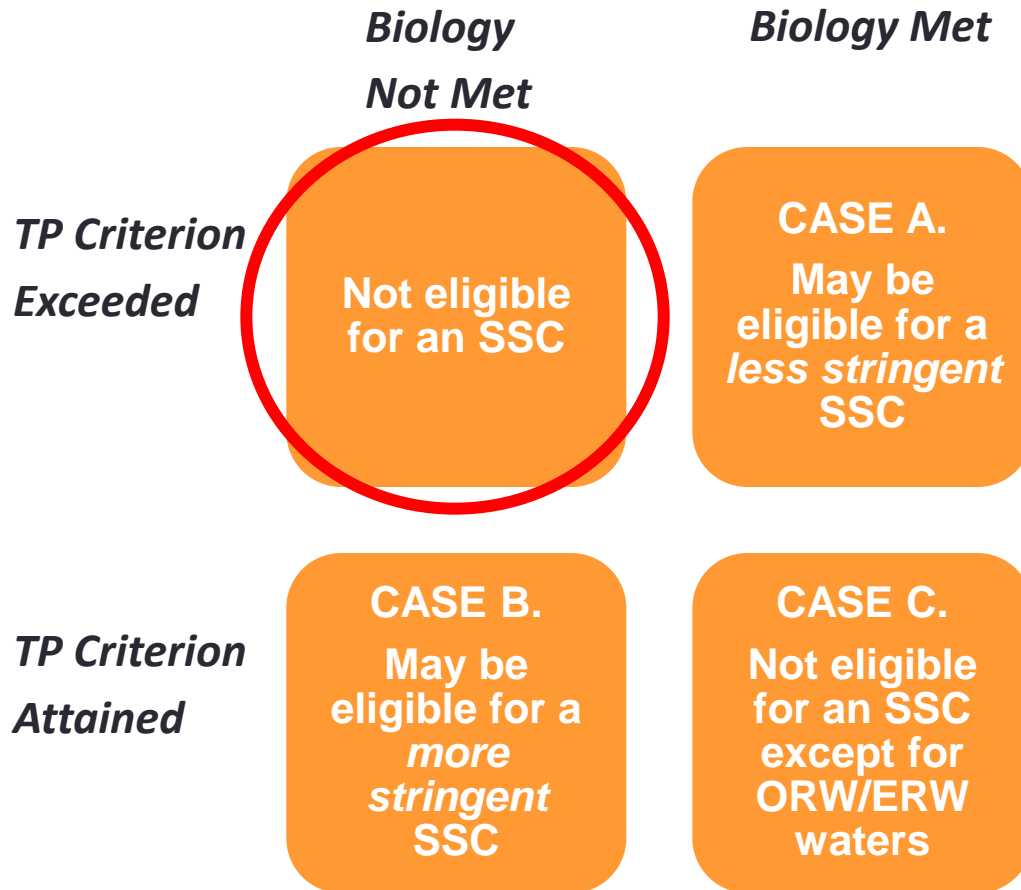 Biology
Not Met
Biology Met
TP Criterion
Exceeded
Not eligible
for an SSC
CASE A.
May be
eligible for a
less stringent
SSC
TP Criterion
Attained
CASE B.
May be
eligible for a
more
stringent
SSC
CASE C.
Not eligible
for an SSC
except for
ORW/ERW
waters